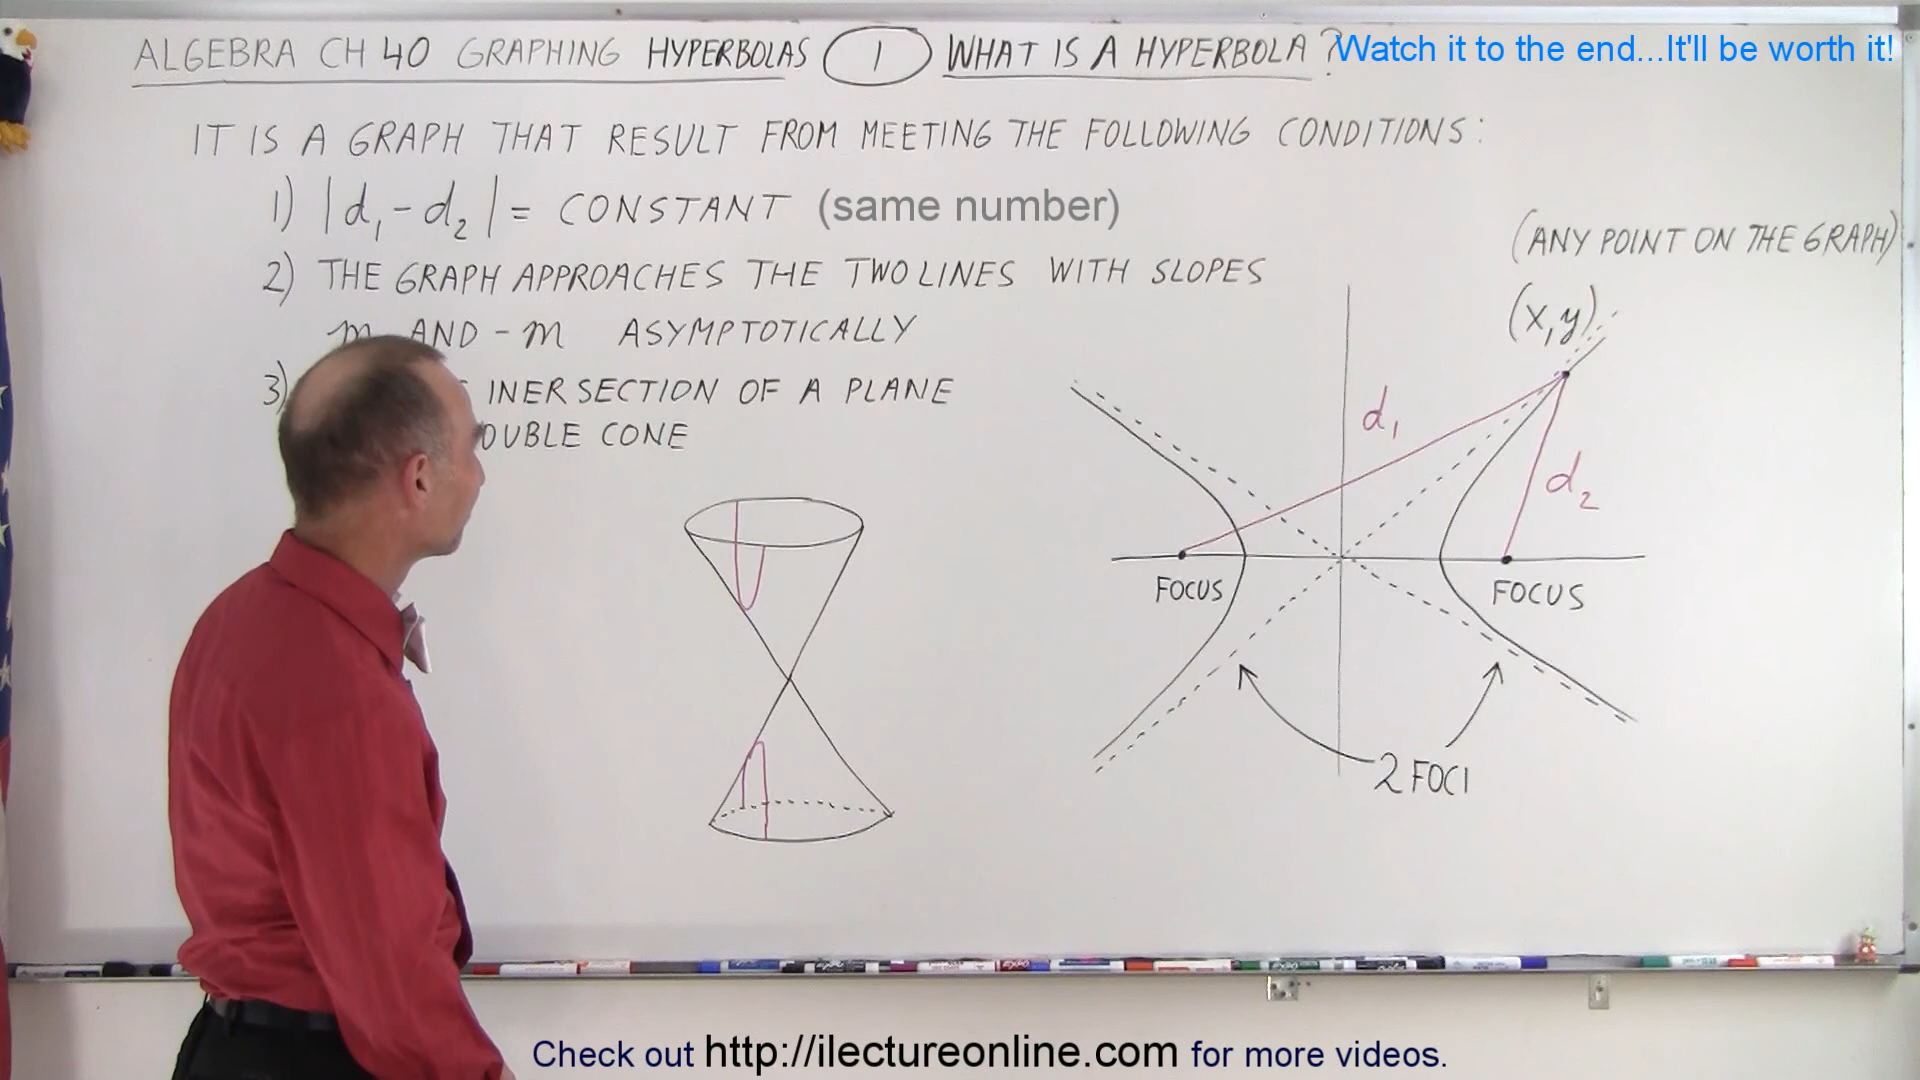 ALGEBRA CH 40 GRAPHING HYPERBOLAS 1 WHAT IS A HYPERBOLA ?
Watch it to the end...It'll be worth it!
IT IS A GRAPH THAT RESULT FROM MEETING THE FOLLOWING CONDITIONS:
1) |d₁-d₂| = CONSTANT (same number)
2) THE GRAPH APPROACHES THE TWO LINES WITH SLOPES
m AND -m ASYMPTOTICALLY
3) INERSECTION OF A PLANE
OUBLE CONE
(ANY POINT ON THE GRAPH)
(x,y)
d₁
d₂
FOCUS
FOCUS
2 FOCI
Check out http://ilectureonline.com for more videos.